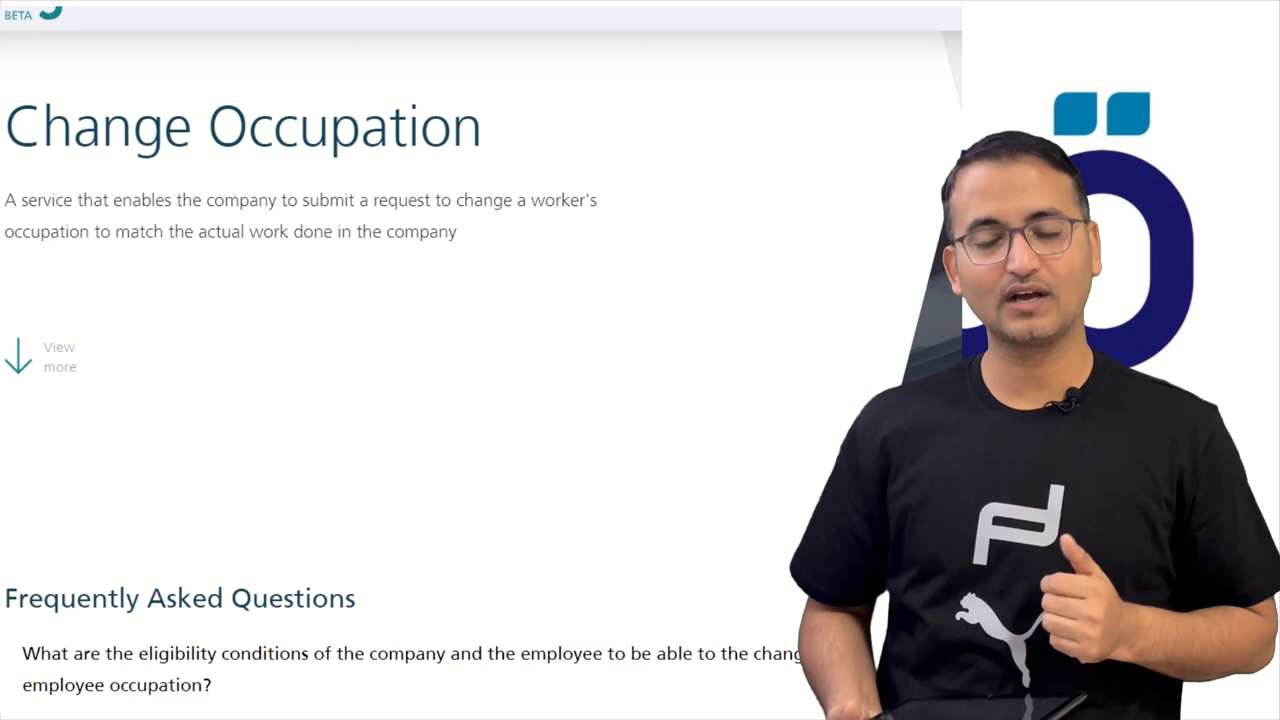 BETA
Change Occupation
A service that enables the company to submit a request to change a worker's
occupation to match the actual work done in the company
View
more
Frequently Asked Questions
What are the eligibility conditions of the company and the employee to be able to the chang
employee occupation?